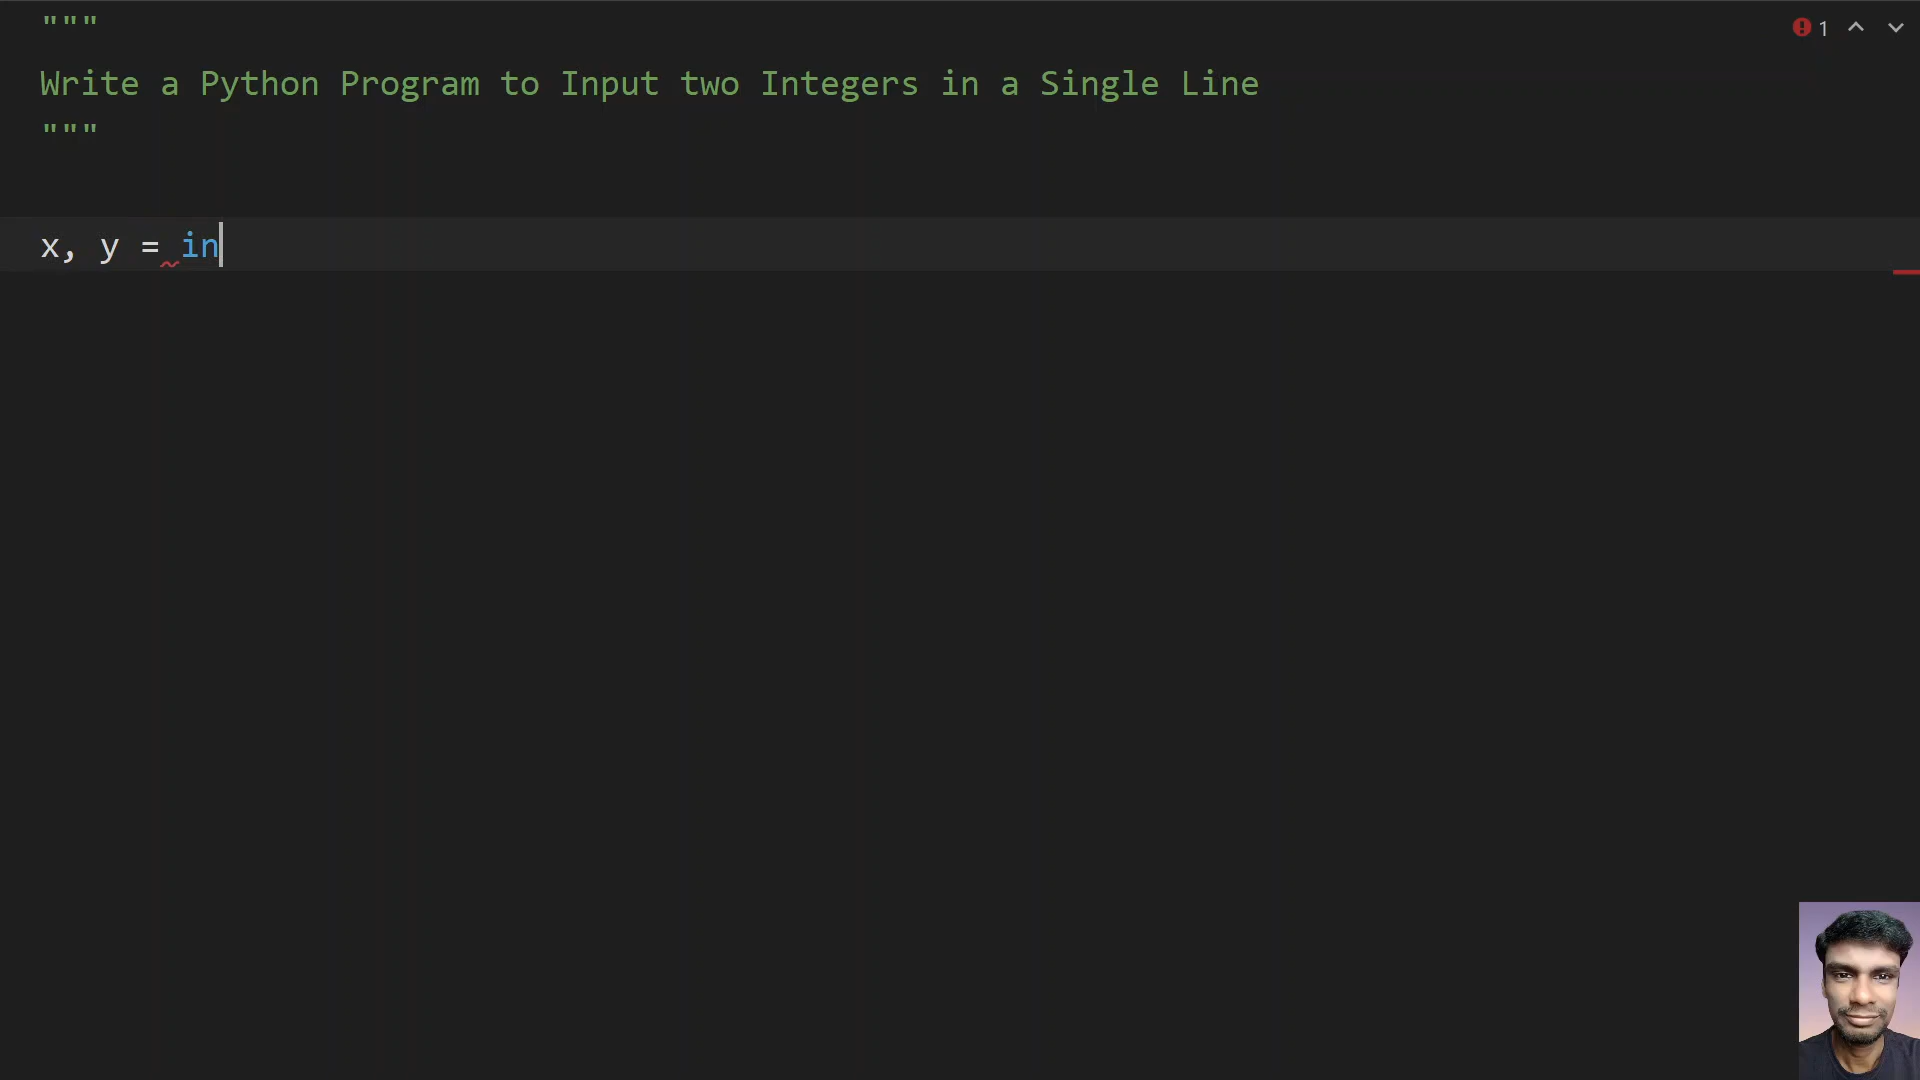 """
1
Write a Python Program to Input two Integers in a Single Line
"""
x, y = in